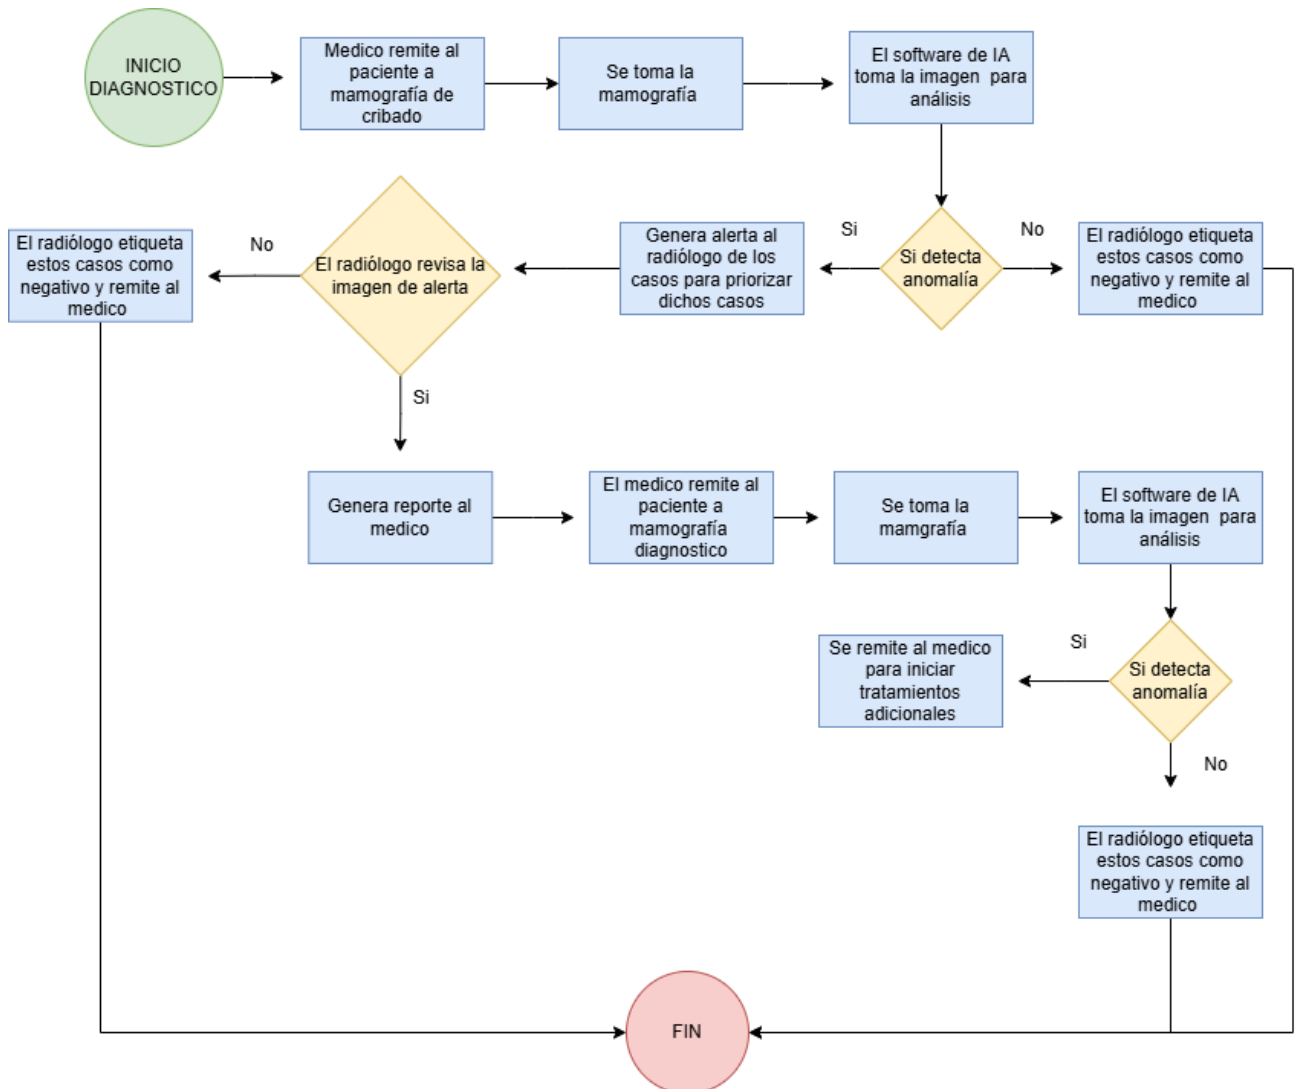 INICIO
DIAGNOSTICO
Medico remite al
paciente a
mamografía de
cribado
Se toma la
mamografía
El software de IA
toma la imagen para
análisis
Si detecta
anomalía
Si
No
Genera alerta al
radiólogo de los
casos para priorizar
dichos casos
El radiólogo etiqueta
estos casos como
negativo y remite al
medico
El radiólogo revisa la
imagen de alerta
No
Si
El radiólogo etiqueta
estos casos como
negativo y remite al
medico
Genera reporte al
medico
El medico remite al
paciente a
mamografía
diagnostico
Se toma la
mamgrafía
El software de IA
toma la imagen para
análisis
Si detecta
anomalía
Si
No
Se remite al medico
para iniciar
tratamientos
adicionales
El radiólogo etiqueta
estos casos como
negativo y remite al
medico
FIN